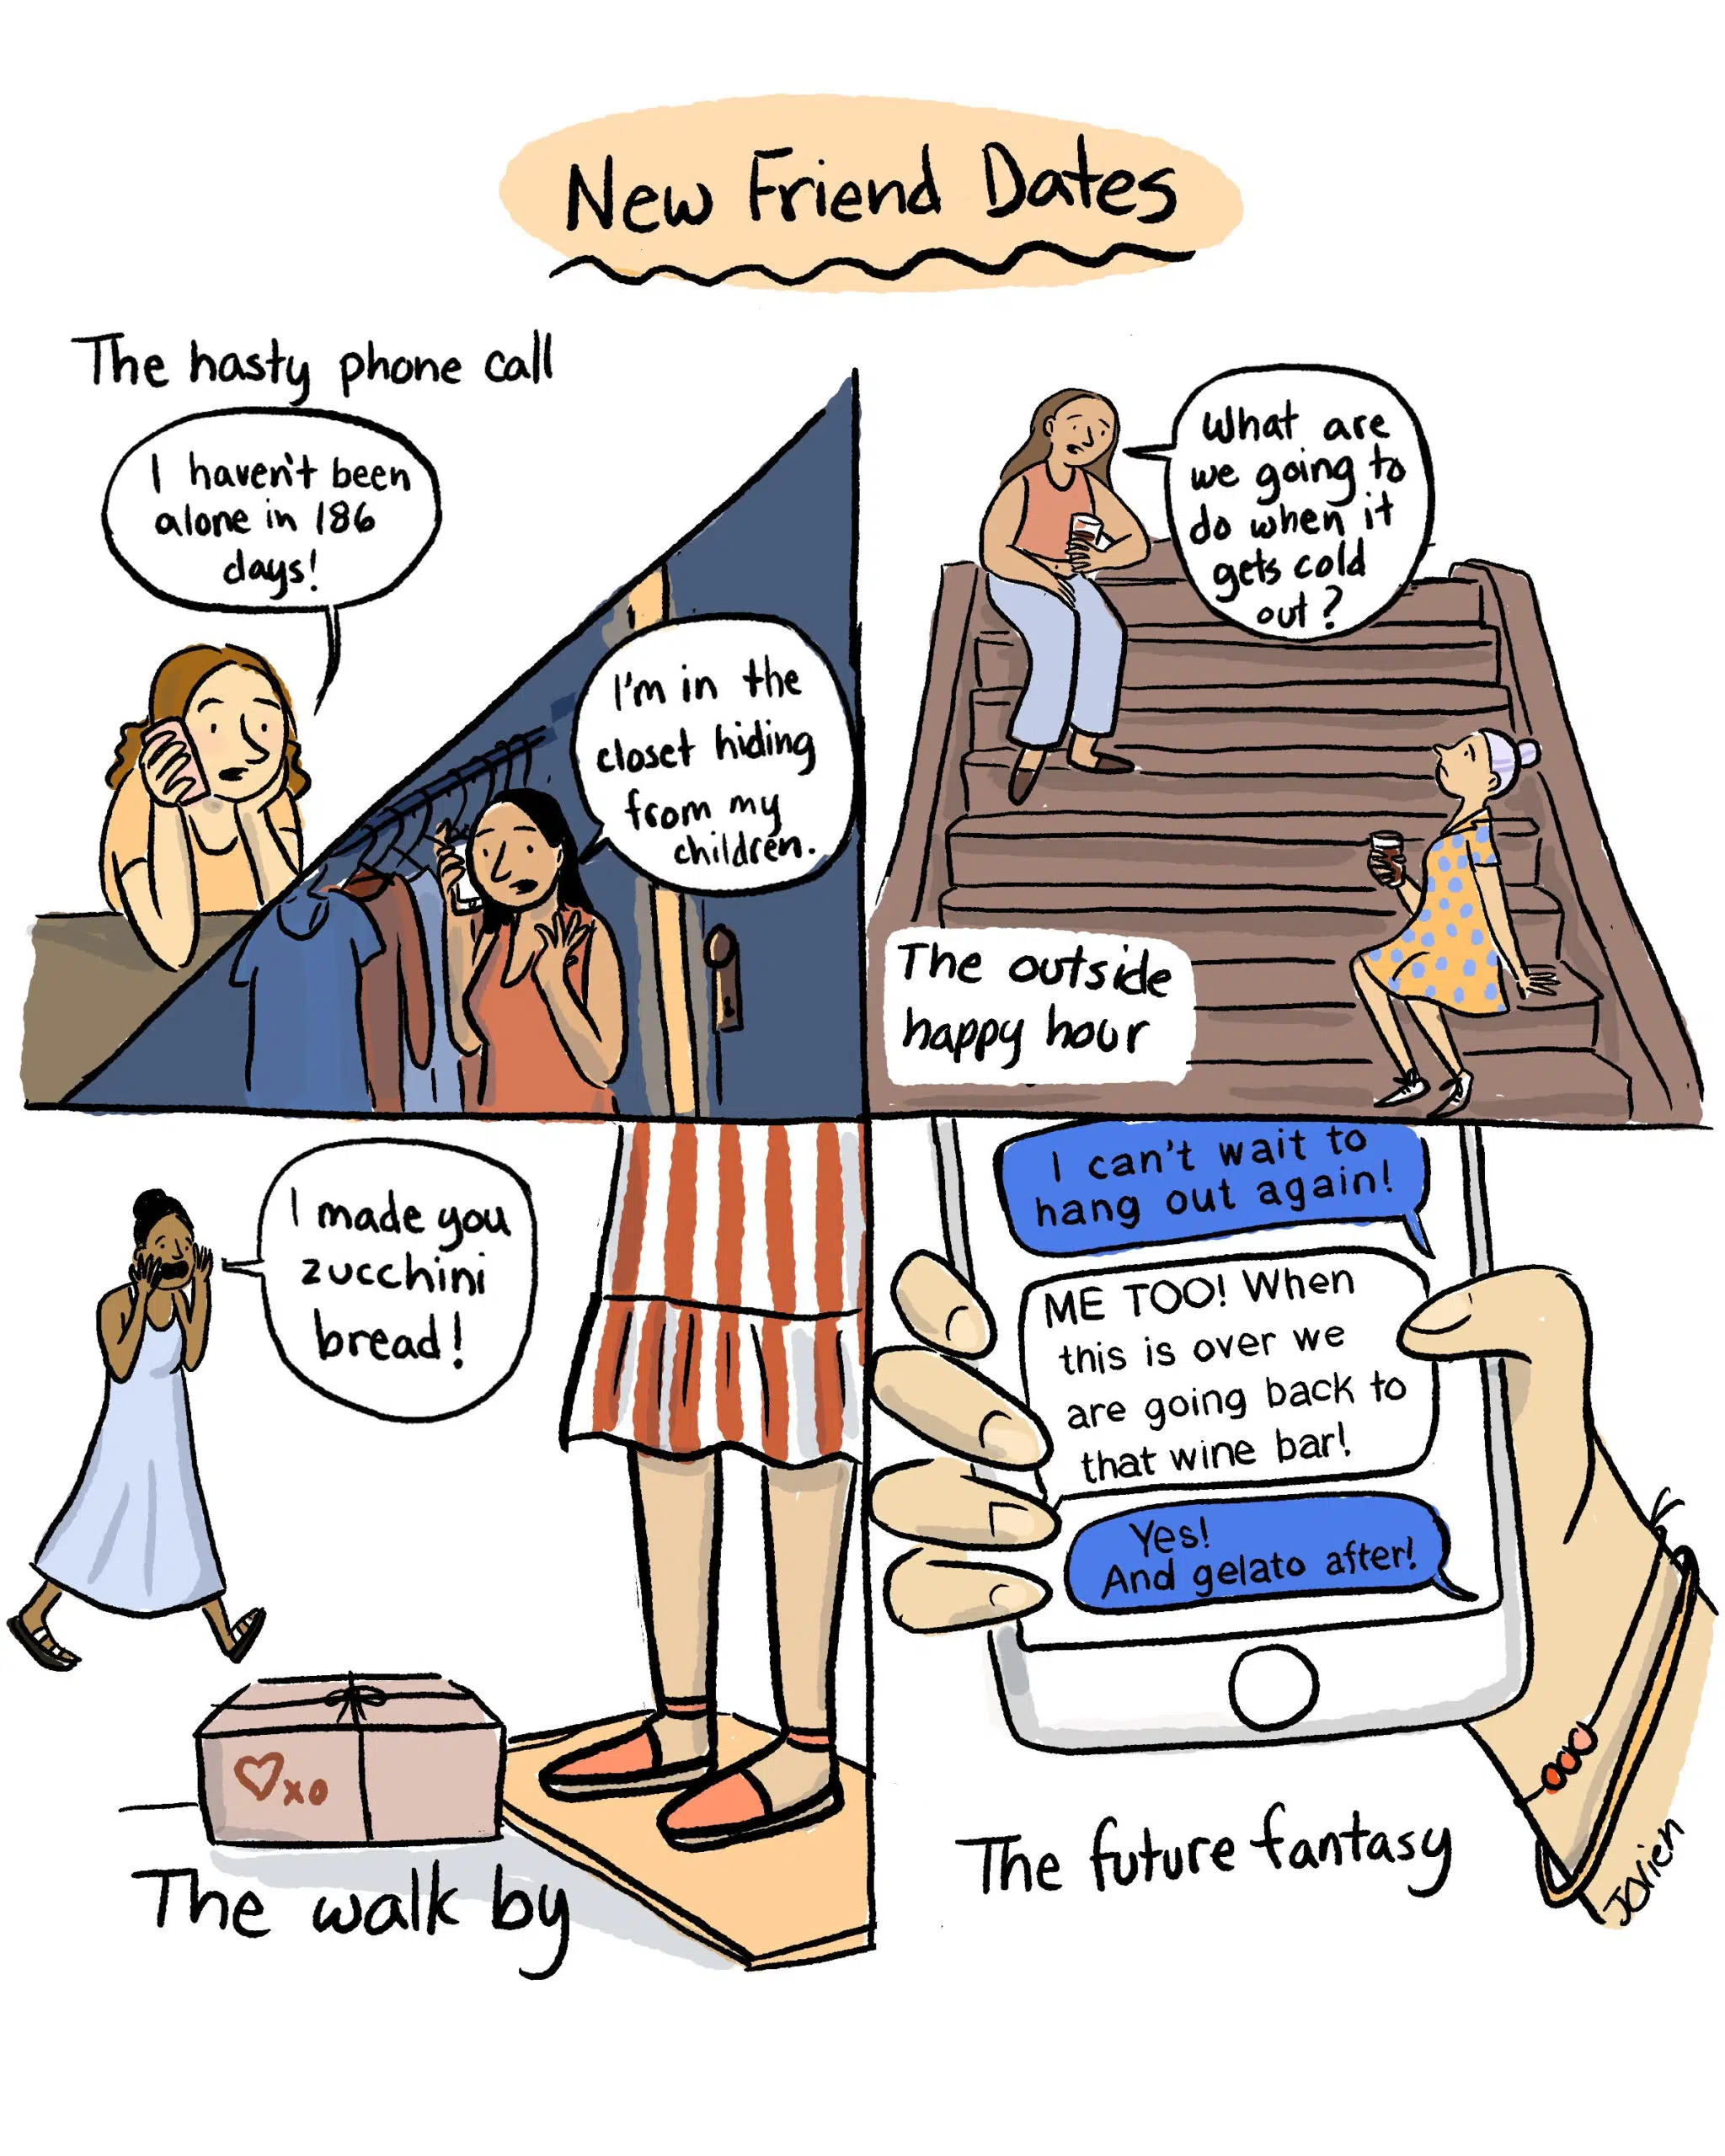 New Friend Dates
The hasty phone call
I haven't been
alone in 186
days!
I'm in the
closet hiding
from my
children.
What are
we going to
do when it
gets cold
out?
The outside
happy hour
I made you
zucchini
bread!
xo
The walk by
I can't wait to
hang out again!
ME TOO! When
this is over we
are going back to
that wine bar!
Yes!
And gelato after!
The future fantasy
JOrien